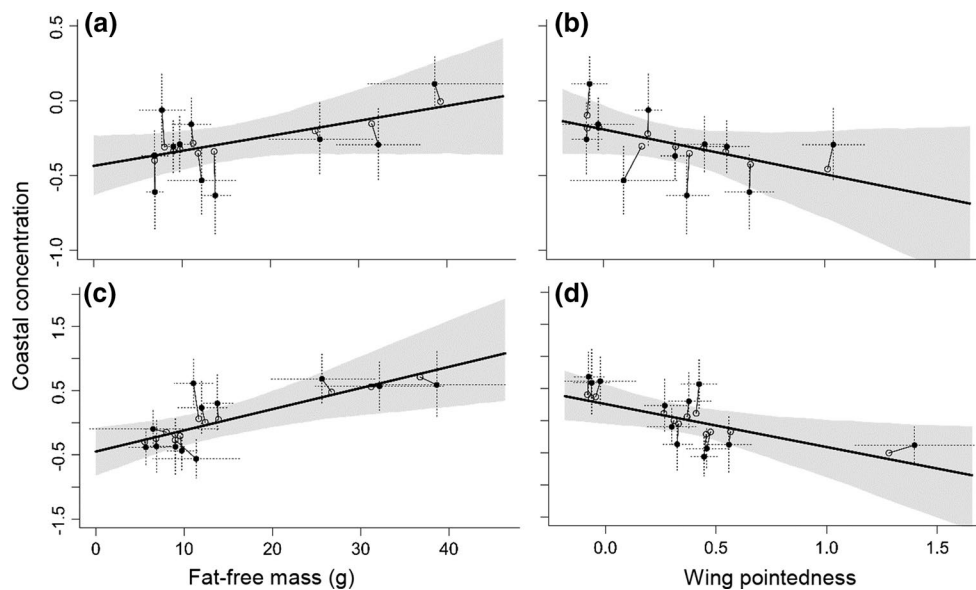 (a)
(b)
0.5
0.0
-0.5
-1.0
Coastal concentration
(c)
(d)
1.5
0.5
-0.5
-1.5
0 10 20 30 40
0.0 0.5 1.0 1.5
Fat-free mass (g)
Wing pointedness